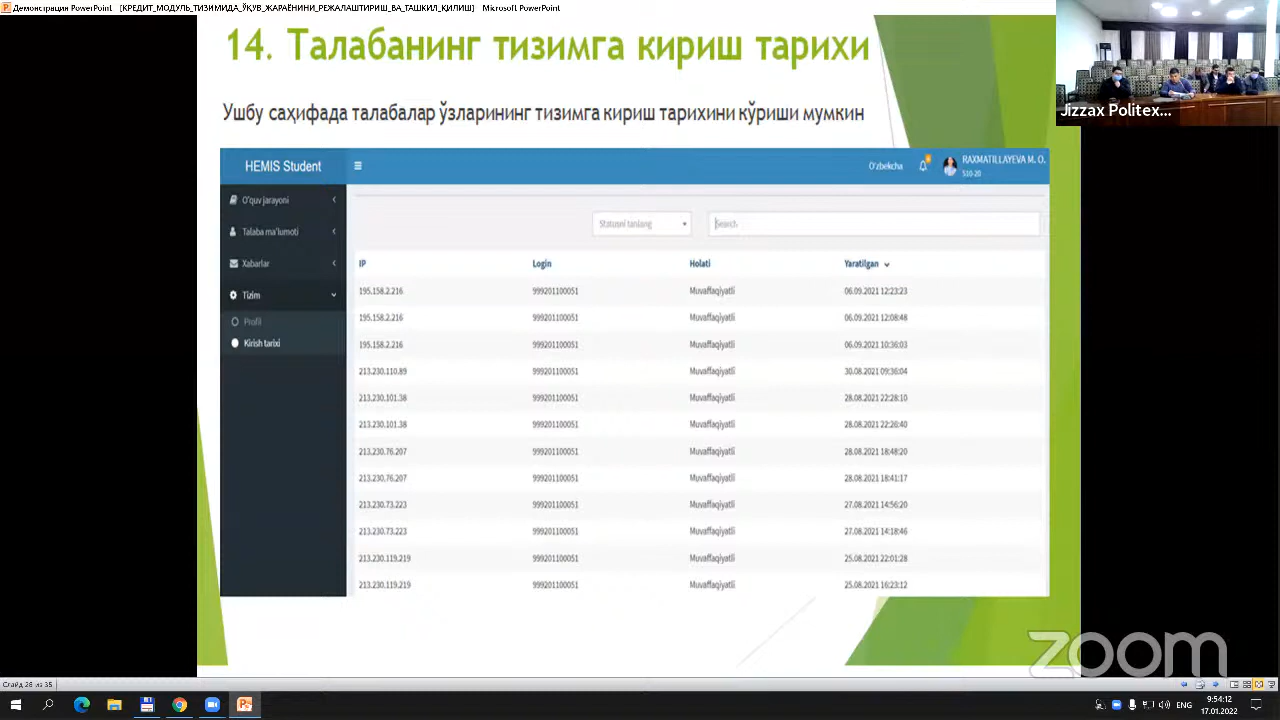 Демонстрация PowerPoint - [КРЕДИТ_МОДУЛЬ_ТИЗИМИДА_ЎҚУВ_ЖАРАЁНИНИ_РЕЖАЛАШТИРИШ_ВА_ТАШКИЛ_ҚИЛИШ] - Microsoft PowerPoint
14. Талабанинг тизимга кириш тарихи
Jizzax Politex...
Ушбу саҳифада талабалар ўзларининг тизимга кириш тарихини кўриши мумкин
HEMIS Student O'zbekcha RAXMATILLAYEVA M. O.
510-20
O'quv jarayoni
Talaba ma'lumoti
Xabarlar
Tizim
Profil
Kirish tarixi
Statusni tanlang Search
IP Login Holati Yaratilgan
195.158.2.216 999201100051 Muvaffaqiyatli 06.09.2021 12:23:23
195.158.2.216 999201100051 Muvaffaqiyatli 06.09.2021 12:08:48
195.158.2.216 999201100051 Muvaffaqiyatli 06.09.2021 10:36:03
213.230.110.89 999201100051 Muvaffaqiyatli 30.08.2021 09:36:04
213.230.101.38 999201100051 Muvaffaqiyatli 28.08.2021 22:28:10
213.230.101.38 999201100051 Muvaffaqiyatli 28.08.2021 22:26:40
213.230.76.207 999201100051 Muvaffaqiyatli 28.08.2021 18:48:20
213.230.76.207 999201100051 Muvaffaqiyatli 28.08.2021 18:41:17
213.230.73.223 999201100051 Muvaffaqiyatli 27.08.2021 14:56:20
213.230.73.223 999201100051 Muvaffaqiyatli 27.08.2021 14:18:46
213.230.119.219 999201100051 Muvaffaqiyatli 25.08.2021 22:01:28
213.230.119.219 999201100051 Muvaffaqiyatli 25.08.2021 16:23:12
zoom
Слайд 28 из 35
ENG 9:54:12
17.01.2022